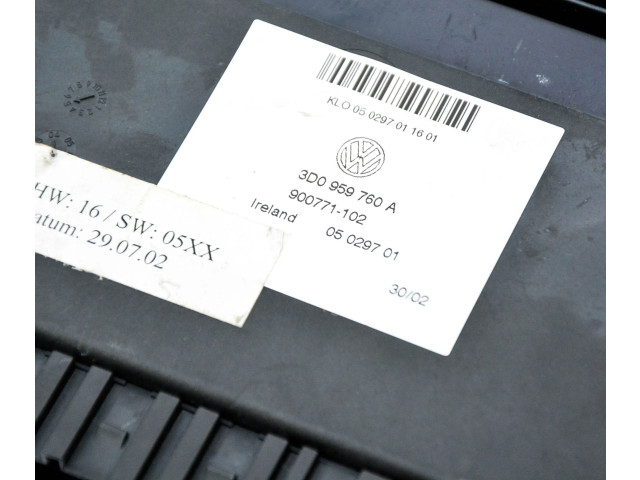 KLO 05 0297 01 16 01
3D0 959 760 A
900771-102
Ireland 05 0297 01
30/02
HW: 16 / SW: 05XX
atum: 29.07.02